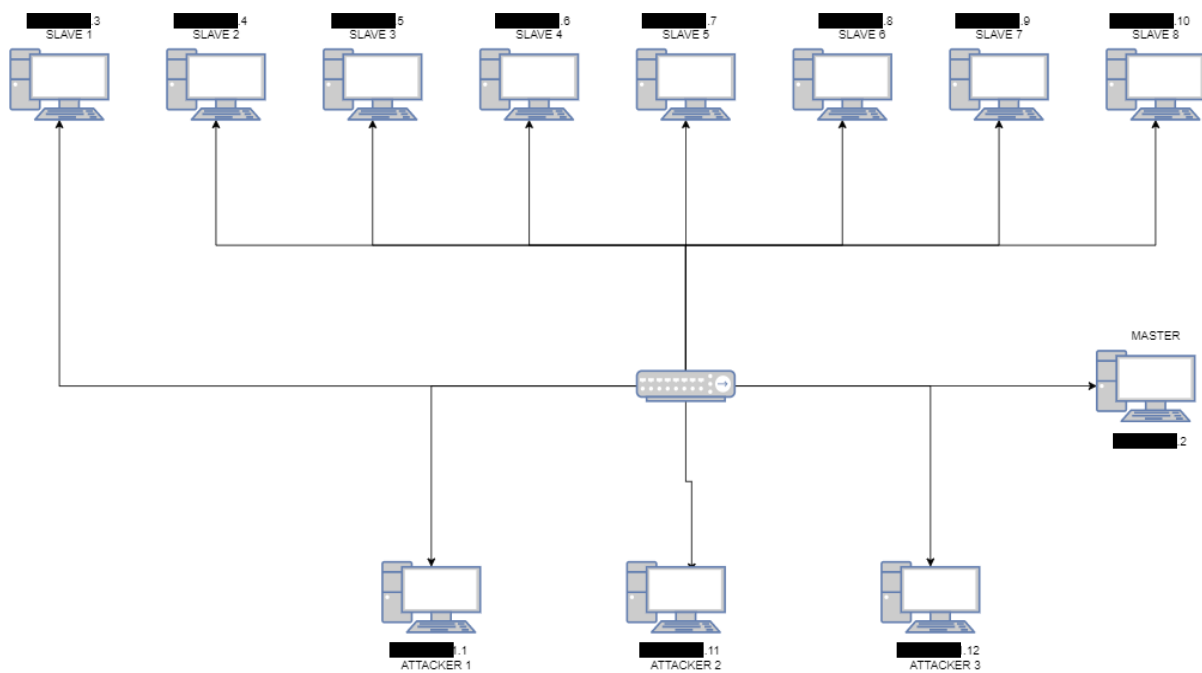 .3
SLAVE 1
.4
SLAVE 2
5
SLAVE 3
.6
SLAVE 4
.7
SLAVE 5
.8
SLAVE 6
.9
SLAVE 7
.10
SLAVE 8
MASTER
.2
1.1
ATTACKER 1
.11
ATTACKER 2
.12
ATTACKER 3